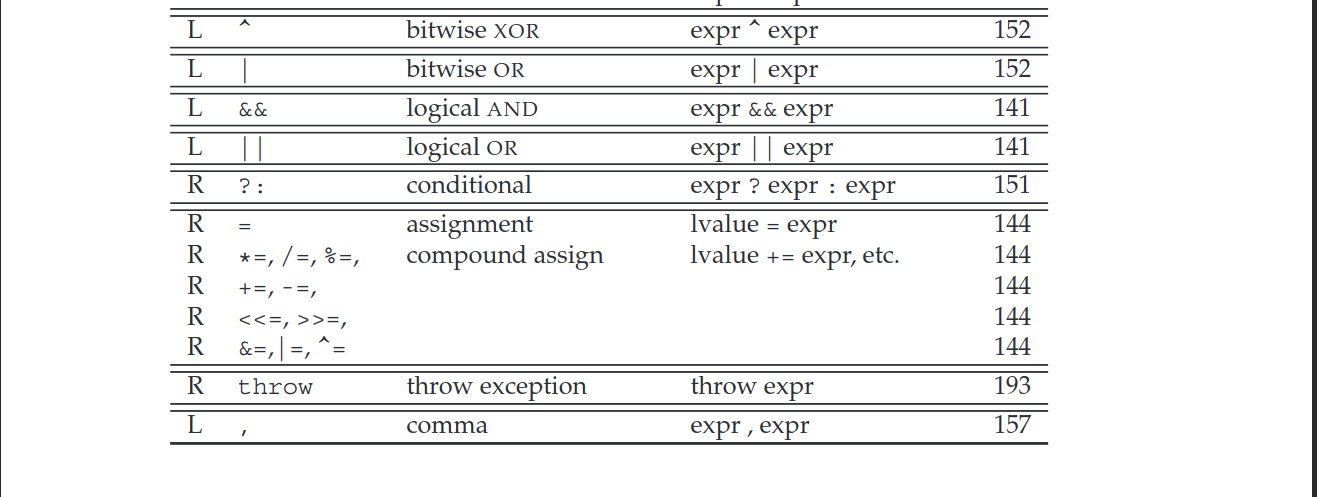 L ^ bitwise XOR expr ^ expr 152
L | bitwise OR expr | expr 152
L && logical AND expr && expr 141
L || logical OR expr || expr 141
R ?: conditional expr ? expr : expr 151
R = assignment lvalue = expr 144
R *=, /=, %=, compound assign lvalue += expr, etc. 144
R +=, -=, 144
R <<=, >>=, 144
R &=,|=, ^= 144
R throw throw exception throw expr 193
L , comma expr , expr 157